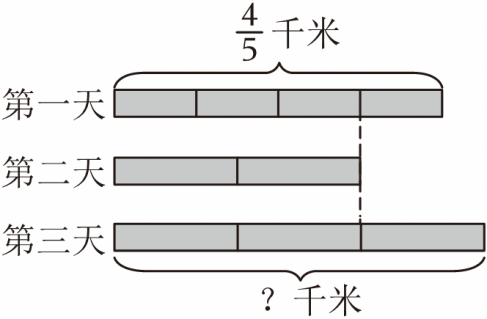 4/5 千米
第一天
第二天
第三天
? 千米